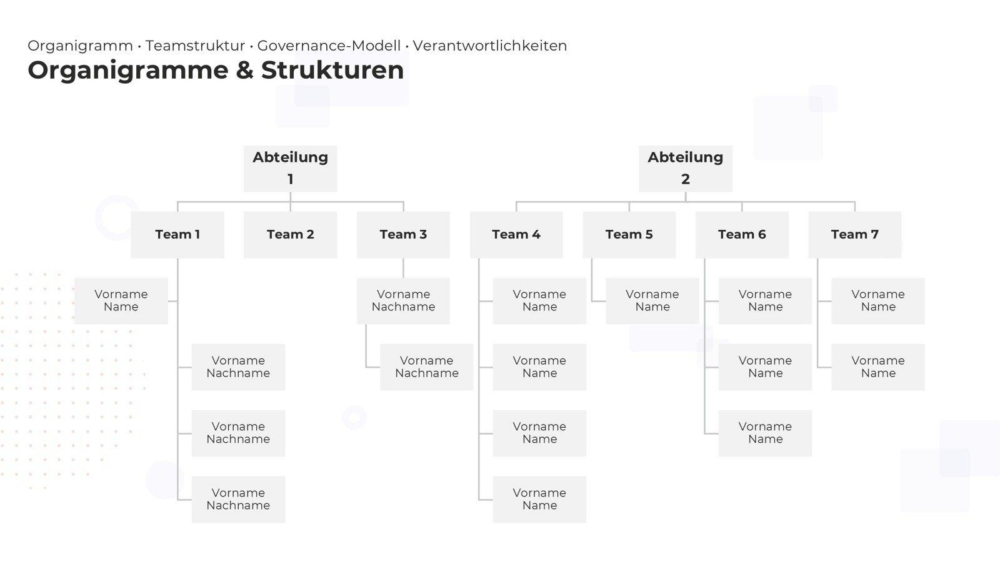 Organigramm • Teamstruktur • Governance-Modell • Verantwortlichkeiten
Organigramme & Strukturen
Abteilung
1
Abteilung
2
Team 1
Team 2
Team 3
Team 4
Team 5
Team 6
Team 7
Vorname
Name
Vorname
Nachname
Vorname
Name
Vorname
Name
Vorname
Name
Vorname
Name
Vorname
Nachname
Vorname
Nachname
Vorname
Name
Vorname
Name
Vorname
Name
Vorname
Nachname
Vorname
Name
Vorname
Name
Vorname
Nachname
Vorname
Name